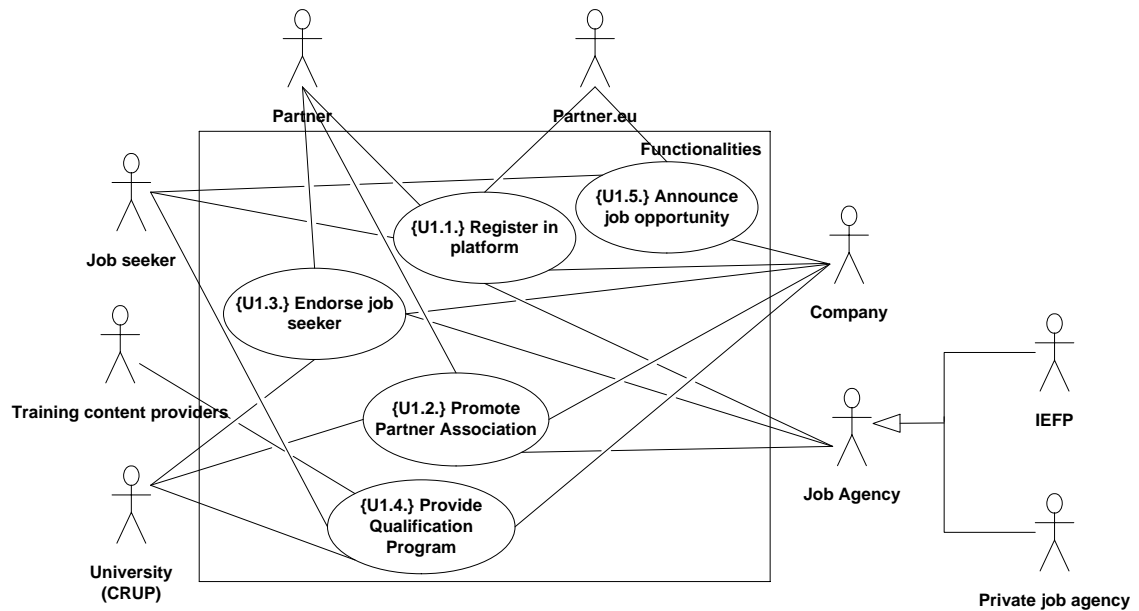 Partner
Partner.eu
Functionalities
{U1.5.} Announce
job opportunity
{U1.1.} Register in
platform
Job seeker
{U1.3.} Endorse job
seeker
Company
Training content providers
{U1.2.} Promote
Partner Association
IEFP
Job Agency
{U1.4.} Provide
Qualification
Program
University
(CRUP)
Private job agency